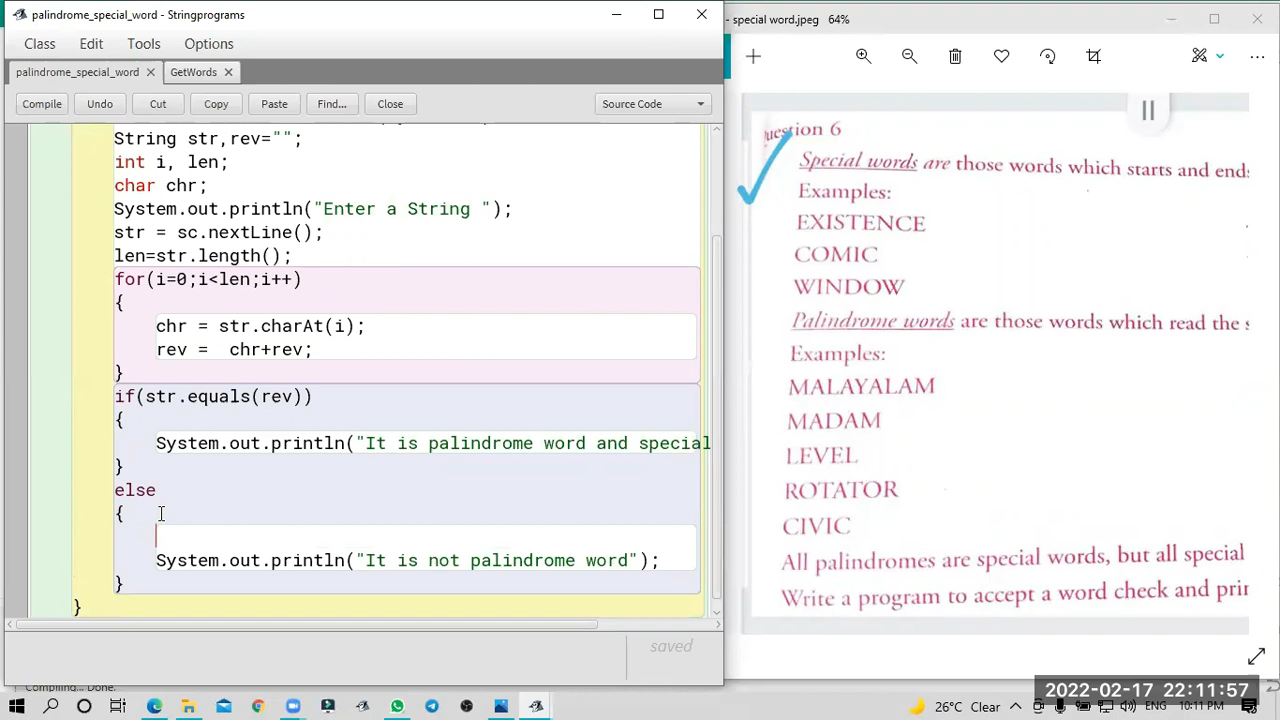 palindrome_special_word - Stringprograms
- special word.jpeg 64%
Class Edit Tools Options
palindrome_special_word GetWords
Compile Undo Cut Copy Paste Find... Close Source Code
String str,rev="";
int i, len;
char chr;
System.out.println("Enter a String ");
str = sc.nextLine();
len=str.length();
for(i=0;i<len;i++)
{
chr = str.charAt(i);
rev = chr+rev;
}
if(str.equals(rev))
{
System.out.println("It is palindrome word and special
}
else
{
System.out.println("It is not palindrome word");
}
}
saved
Compiling... Done.
uestion 6
Special words are those words which starts and ends
Examples:
EXISTENCE
COMIC
WINDOW
Palindrome words are those words which read the s
Examples:
MALAYALAM
MADAM
LEVEL
ROTATOR
CIVIC
All palindromes are special words, but all special
Write a program to accept a word check and prin
2022-02-17 22:11:57
26°C Clear ENG 10:11 PM